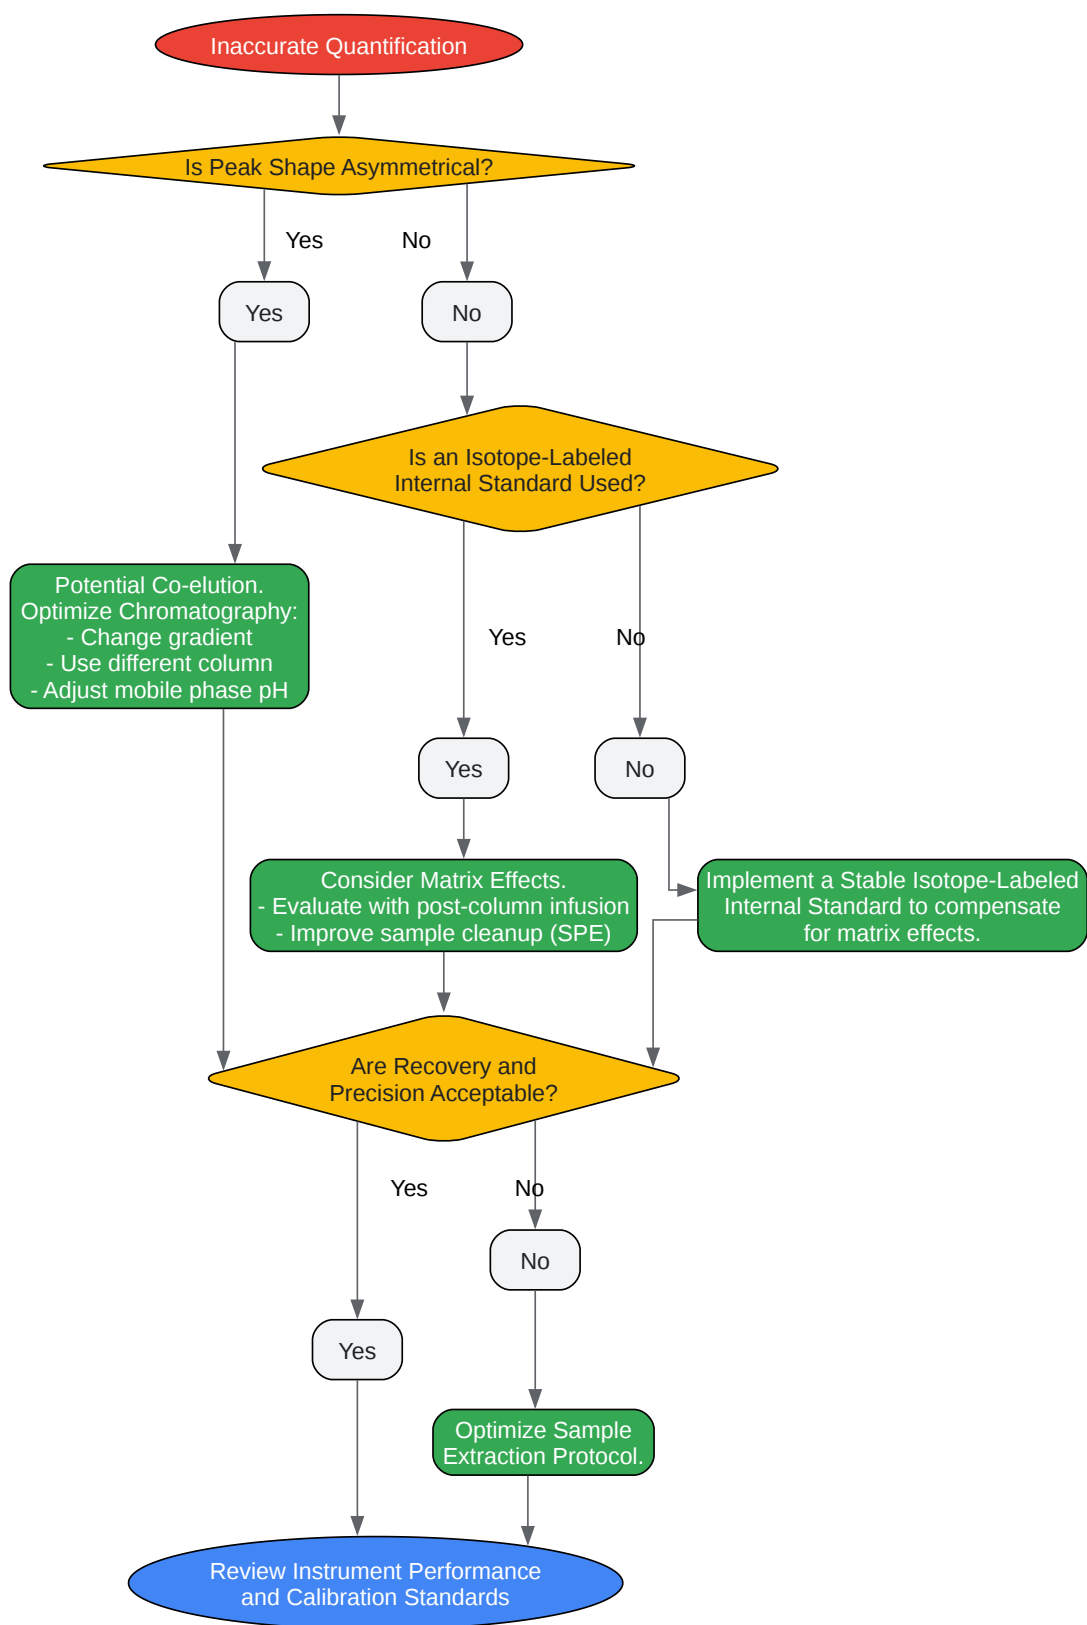 Inaccurate Quantification
Is Peak Shape Asymmetrical?
Yes
No
Yes
No
Is an Isotope-Labeled
Internal Standard Used?
Potential Co-elution.
Optimize Chromatography:
- Change gradient
- Use different column
- Adjust mobile phase pH
Yes
No
Yes
No
Consider Matrix Effects.
- Evaluate with post-column infusion
- Improve sample cleanup (SPE)
Implement a Stable Isotope-Labeled
Internal Standard to compensate
for matrix effects.
Are Recovery and
Precision Acceptable?
Yes
No
No
Yes
Optimize Sample
Extraction Protocol.
Review Instrument Performance
and Calibration Standards